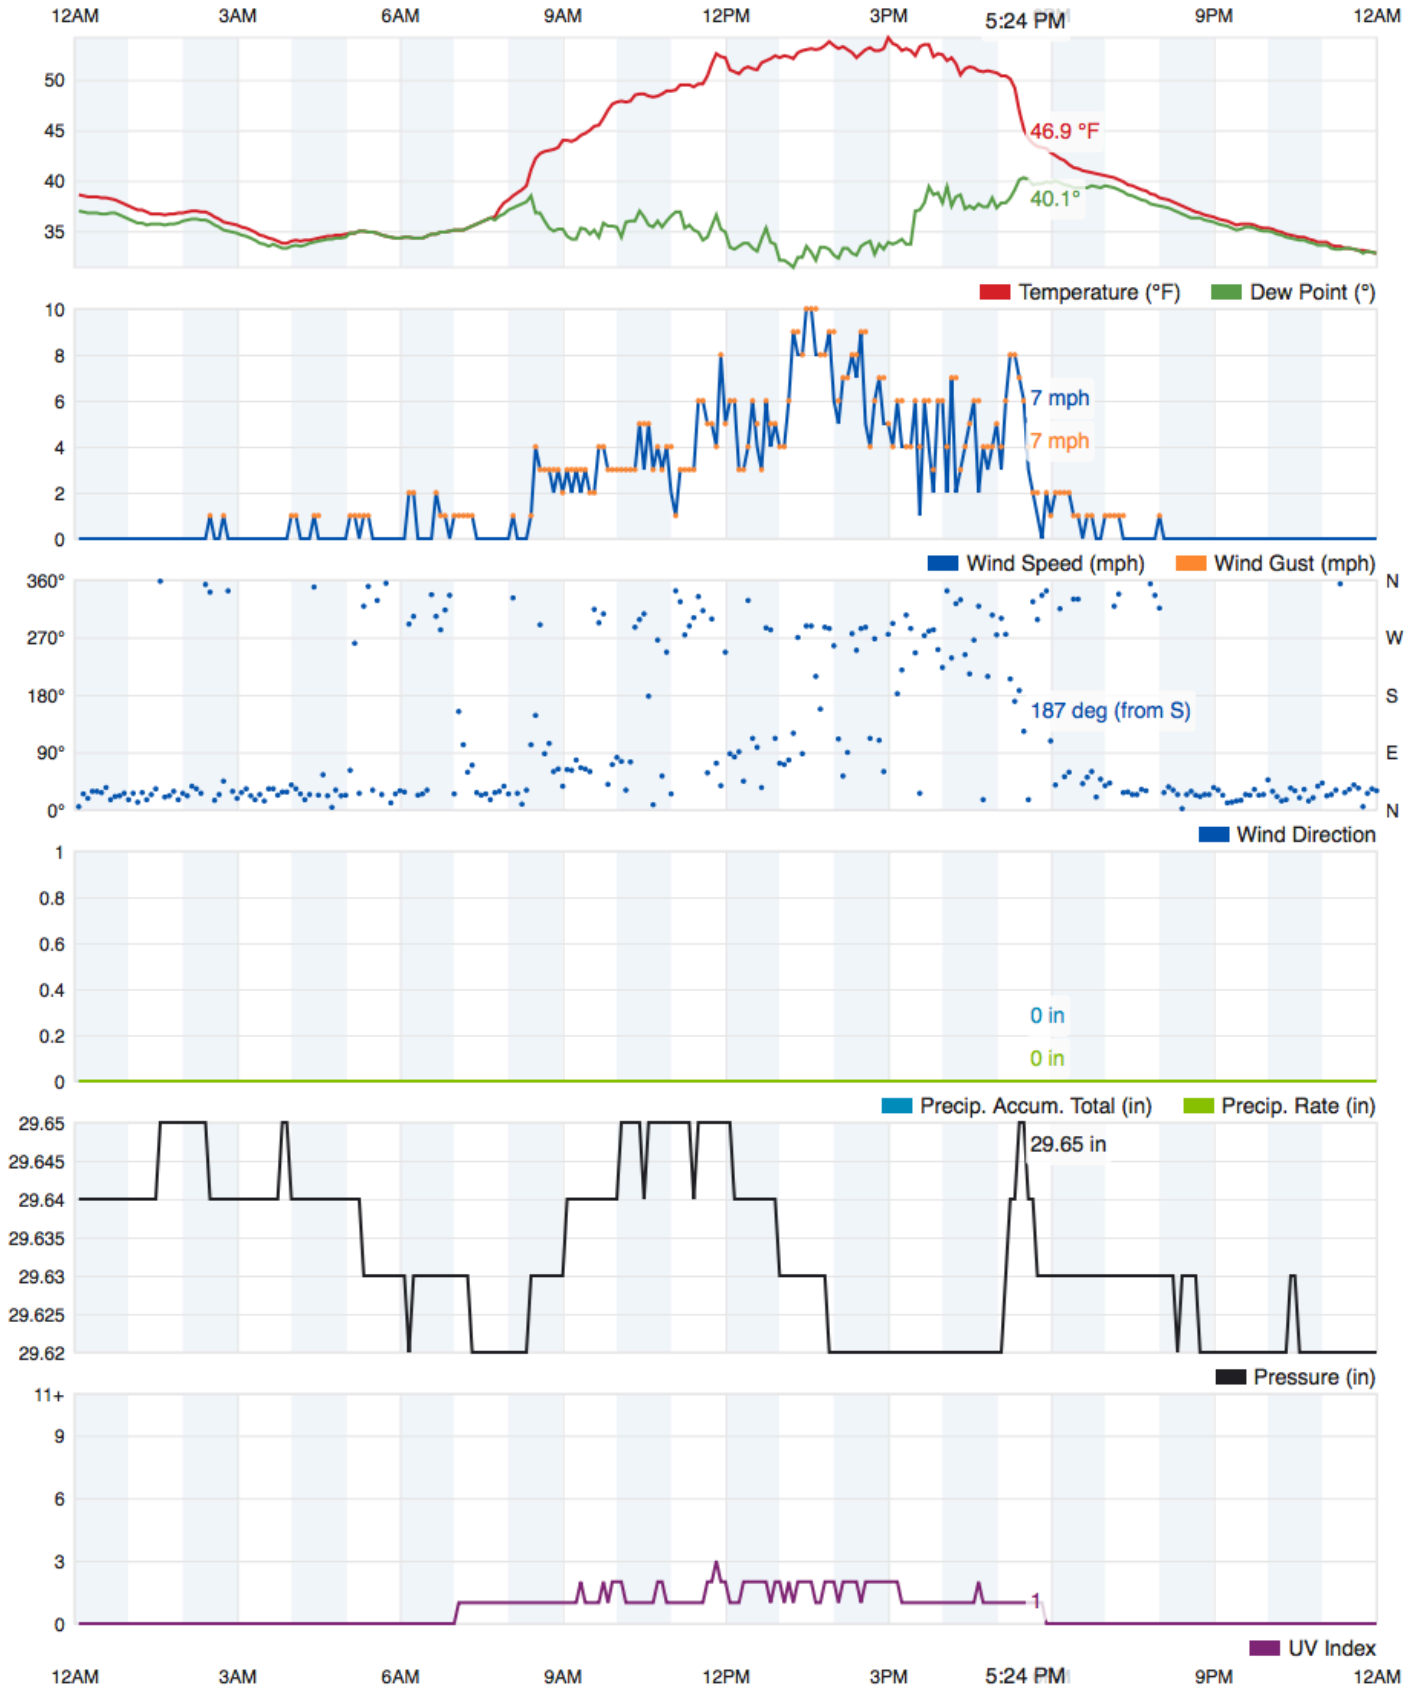 12AM 3AM 6AM 9AM 12PM 3PM 5:24 PM 9PM 12AM
50
45
40
35
46.9 °F
40.1°
Temperature (°F) Dew Point (°)
10
8
6
4
2
0
7 mph
7 mph
Wind Speed (mph) Wind Gust (mph)
360° N
270° W
180° S
90° E
0° N
187 deg (from S)
Wind Direction
1
0.8
0.6
0.4
0.2
0
0 in
0 in
Precip. Accum. Total (in) Precip. Rate (in)
29.65
29.645
29.64
29.635
29.63
29.625
29.62
29.65 in
Pressure (in)
11+
9
6
3
0
1
UV Index
12AM 3AM 6AM 9AM 12PM 3PM 5:24 PM 9PM 12AM